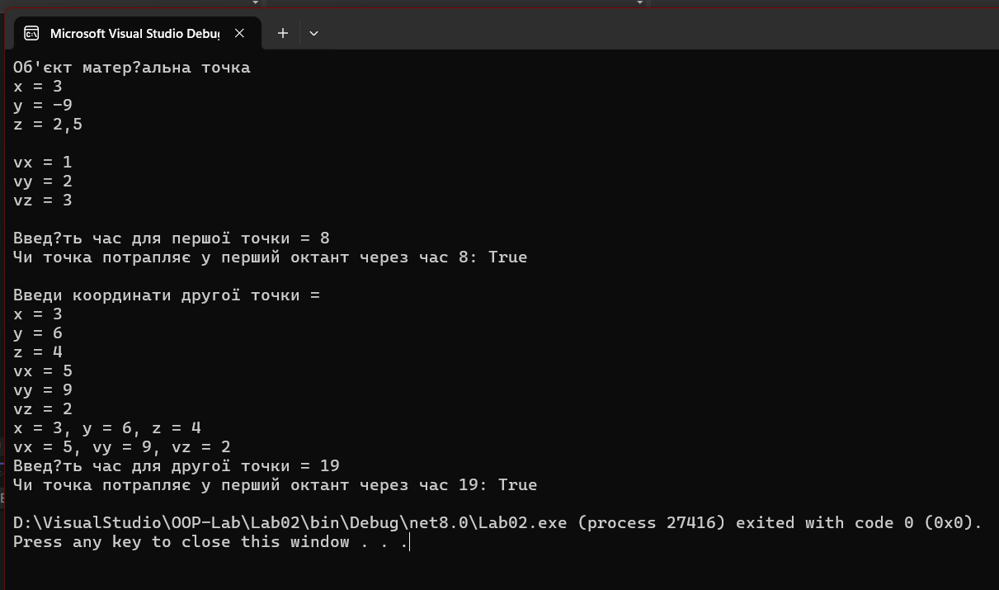 Microsoft Visual Studio Debug
Об'єкт матер?альна точка
x = 3
y = -9
z = 2,5
vx = 1
vy = 2
vz = 3
Введ?ть час для першої точки = 8
Чи точка потрапляє у перший октант через час 8: True
Введи координати другої точки =
x = 3
y = 6
z = 4
vx = 5
vy = 9
vz = 2
x = 3, y = 6, z = 4
vx = 5, vy = 9, vz = 2
Введ?ть час для другої точки = 19
Чи точка потрапляє у перший октант через час 19: True
D:\VisualStudio\OOP-Lab\Lab02\bin\Debug\net8.0\Lab02.exe (process 27416) exited with code 0 (0x0).
Press any key to close this window . . .